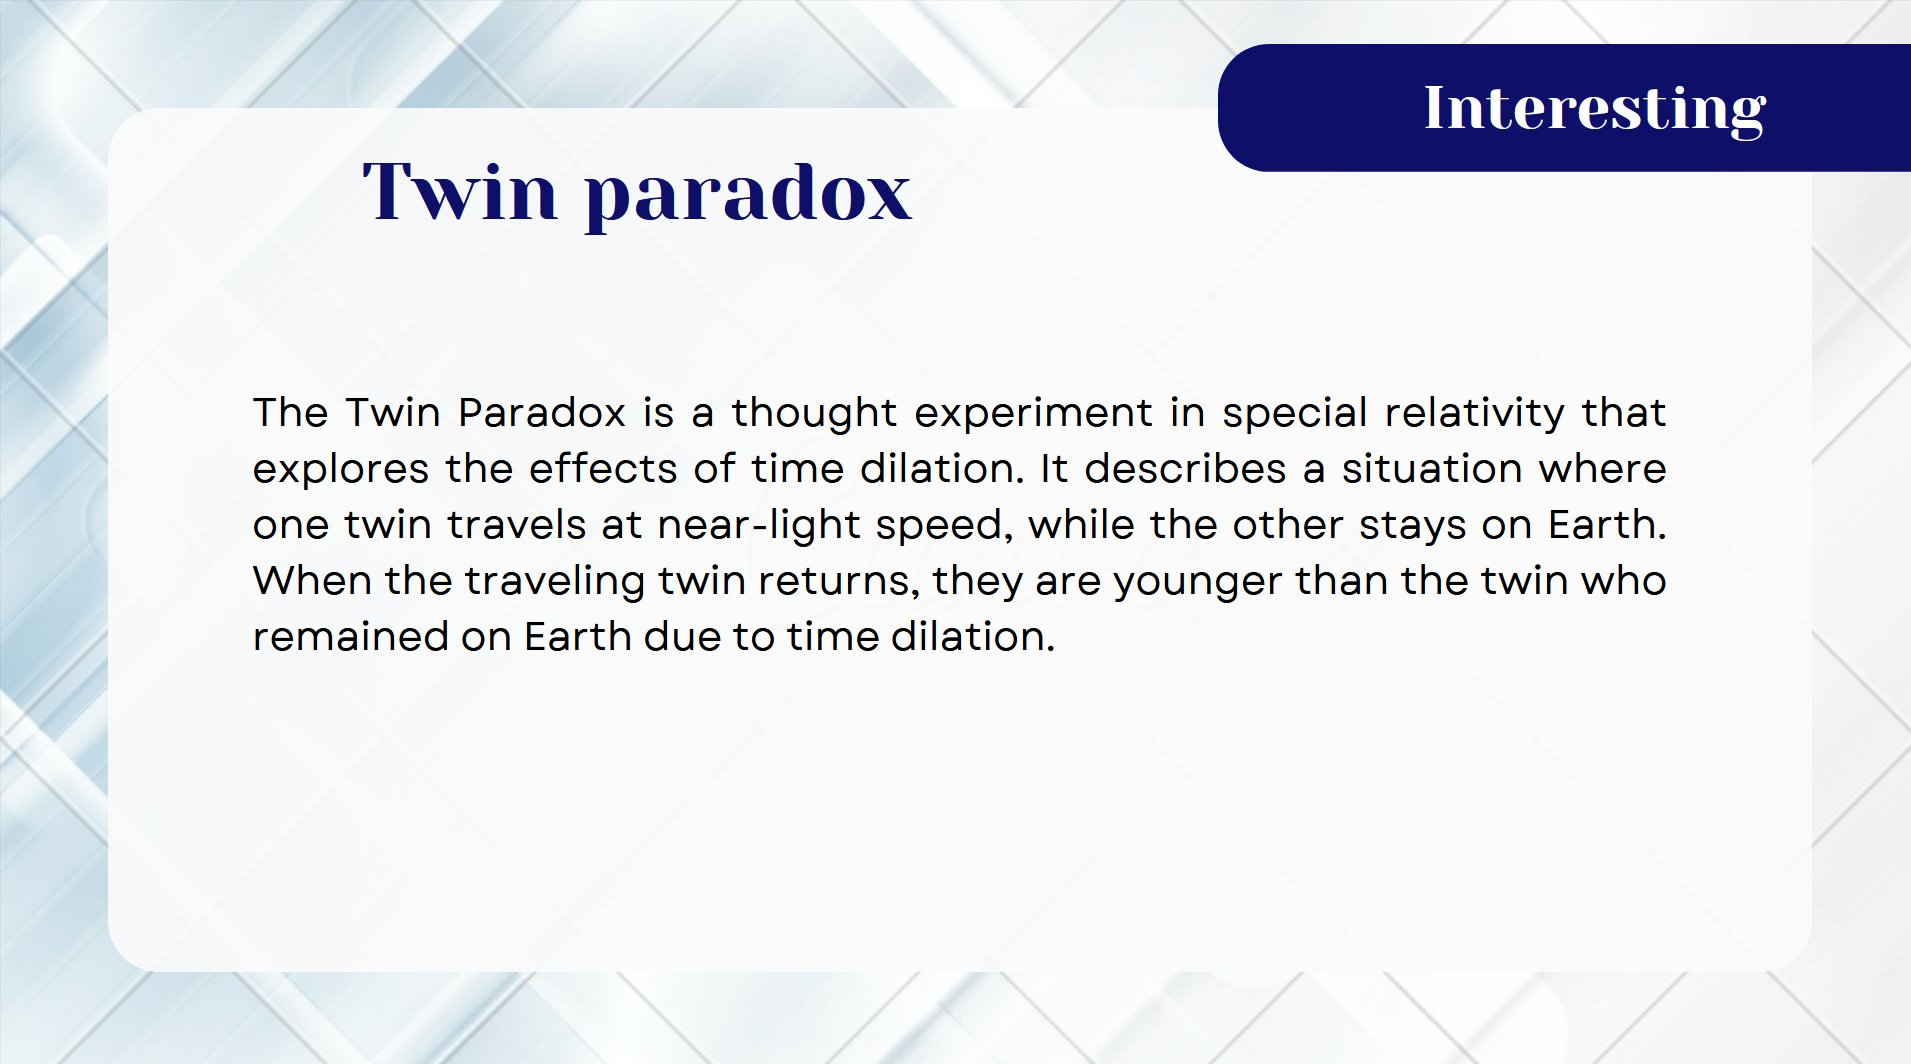 Interesting
Twin paradox
The Twin Paradox is a thought experiment in special relativity that
explores the effects of time dilation. It describes a situation where
one twin travels at near-light speed, while the other stays on Earth.
When the traveling twin returns, they are younger than the twin who
remained on Earth due to time dilation.